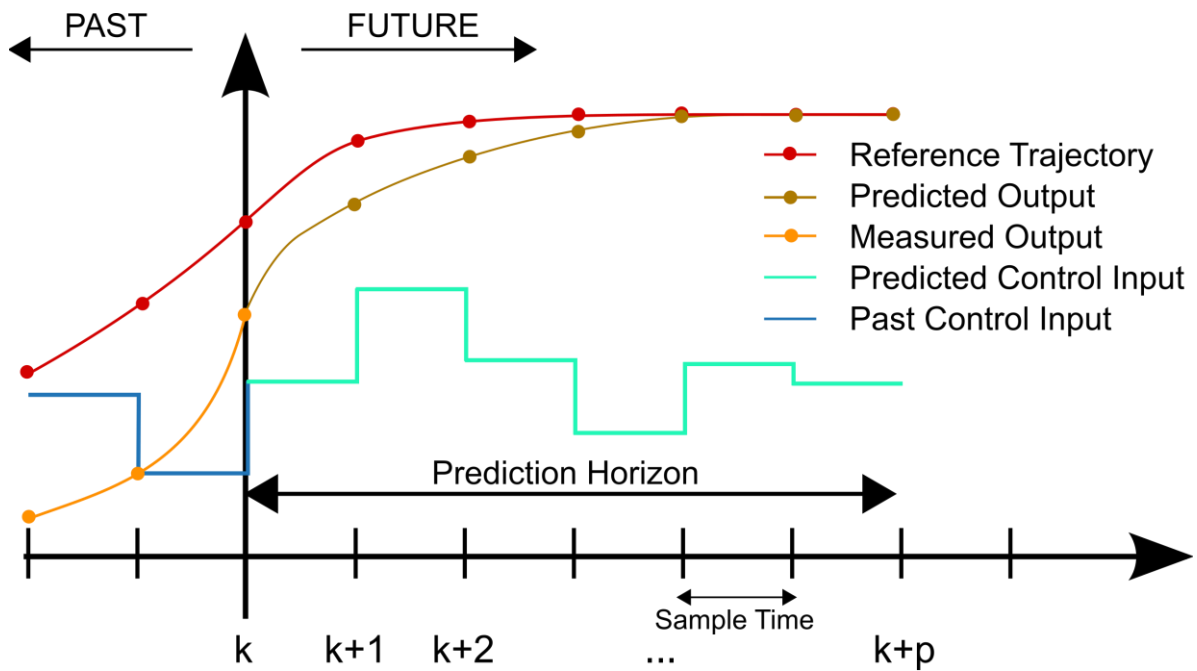 PAST
FUTURE
Reference Trajectory
Predicted Output
Measured Output
Predicted Control Input
Past Control Input
Prediction Horizon
Sample Time
k
k+1
k+2
...
k+p